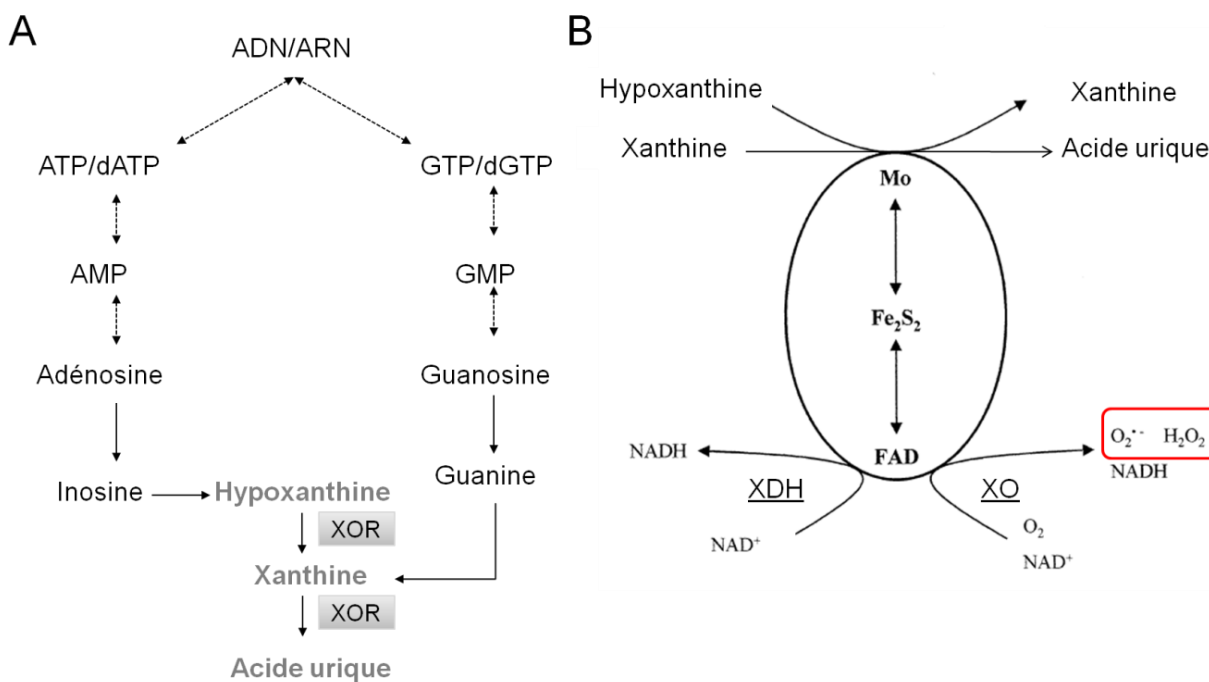 A
ADN/ARN
ATP/dATP
GTP/dGTP
AMP
GMP
Adénosine
Guanosine
Inosine
Hypoxanthine
Guanine
XOR
Xanthine
XOR
Acide urique
B
Hypoxanthine
Xanthine
Xanthine
Acide urique
Mo
Fe₂S₂
FAD
NADH
O₂•- H₂O₂
NADH
XDH
XO
NAD⁺
O₂
NAD⁺